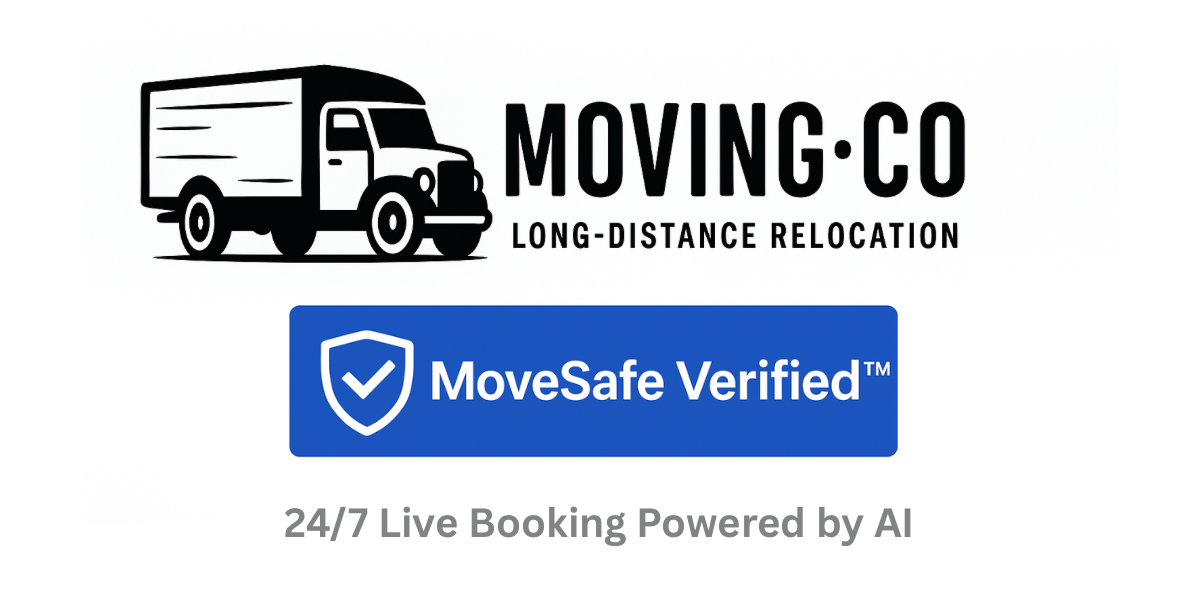 MOVING·CO
LONG-DISTANCE RELOCATION
MoveSafe Verified™
24/7 Live Booking Powered by AI